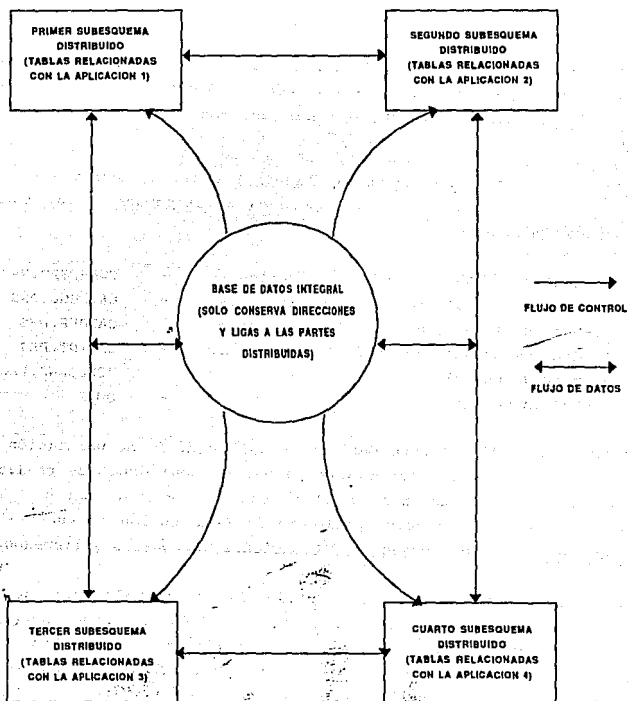 PRIMER SUBESQUEMA
DISTRIBUIDO
(TABLAS RELACIONADAS
CON LA APLICACION 1)
SEGUNDO SUBESQUEMA
DISTRIBUIDO
(TABLAS RELACIONADAS
CON LA APLICACION 2)
BASE DE DATOS INTEGRAL
(SOLO CONSERVA DIRECCIONES
Y LIGAS A LAS PARTES
DISTRIBUIDAS)
FLUJO DE CONTROL
FLUJO DE DATOS
TERCER SUBESQUEMA
DISTRIBUIDO
(TABLAS RELACIONADAS
CON LA APLICACION 3)
CUARTO SUBESQUEMA
DISTRIBUIDO
(TABLAS RELACIONADAS
CON LA APLICACION 4)